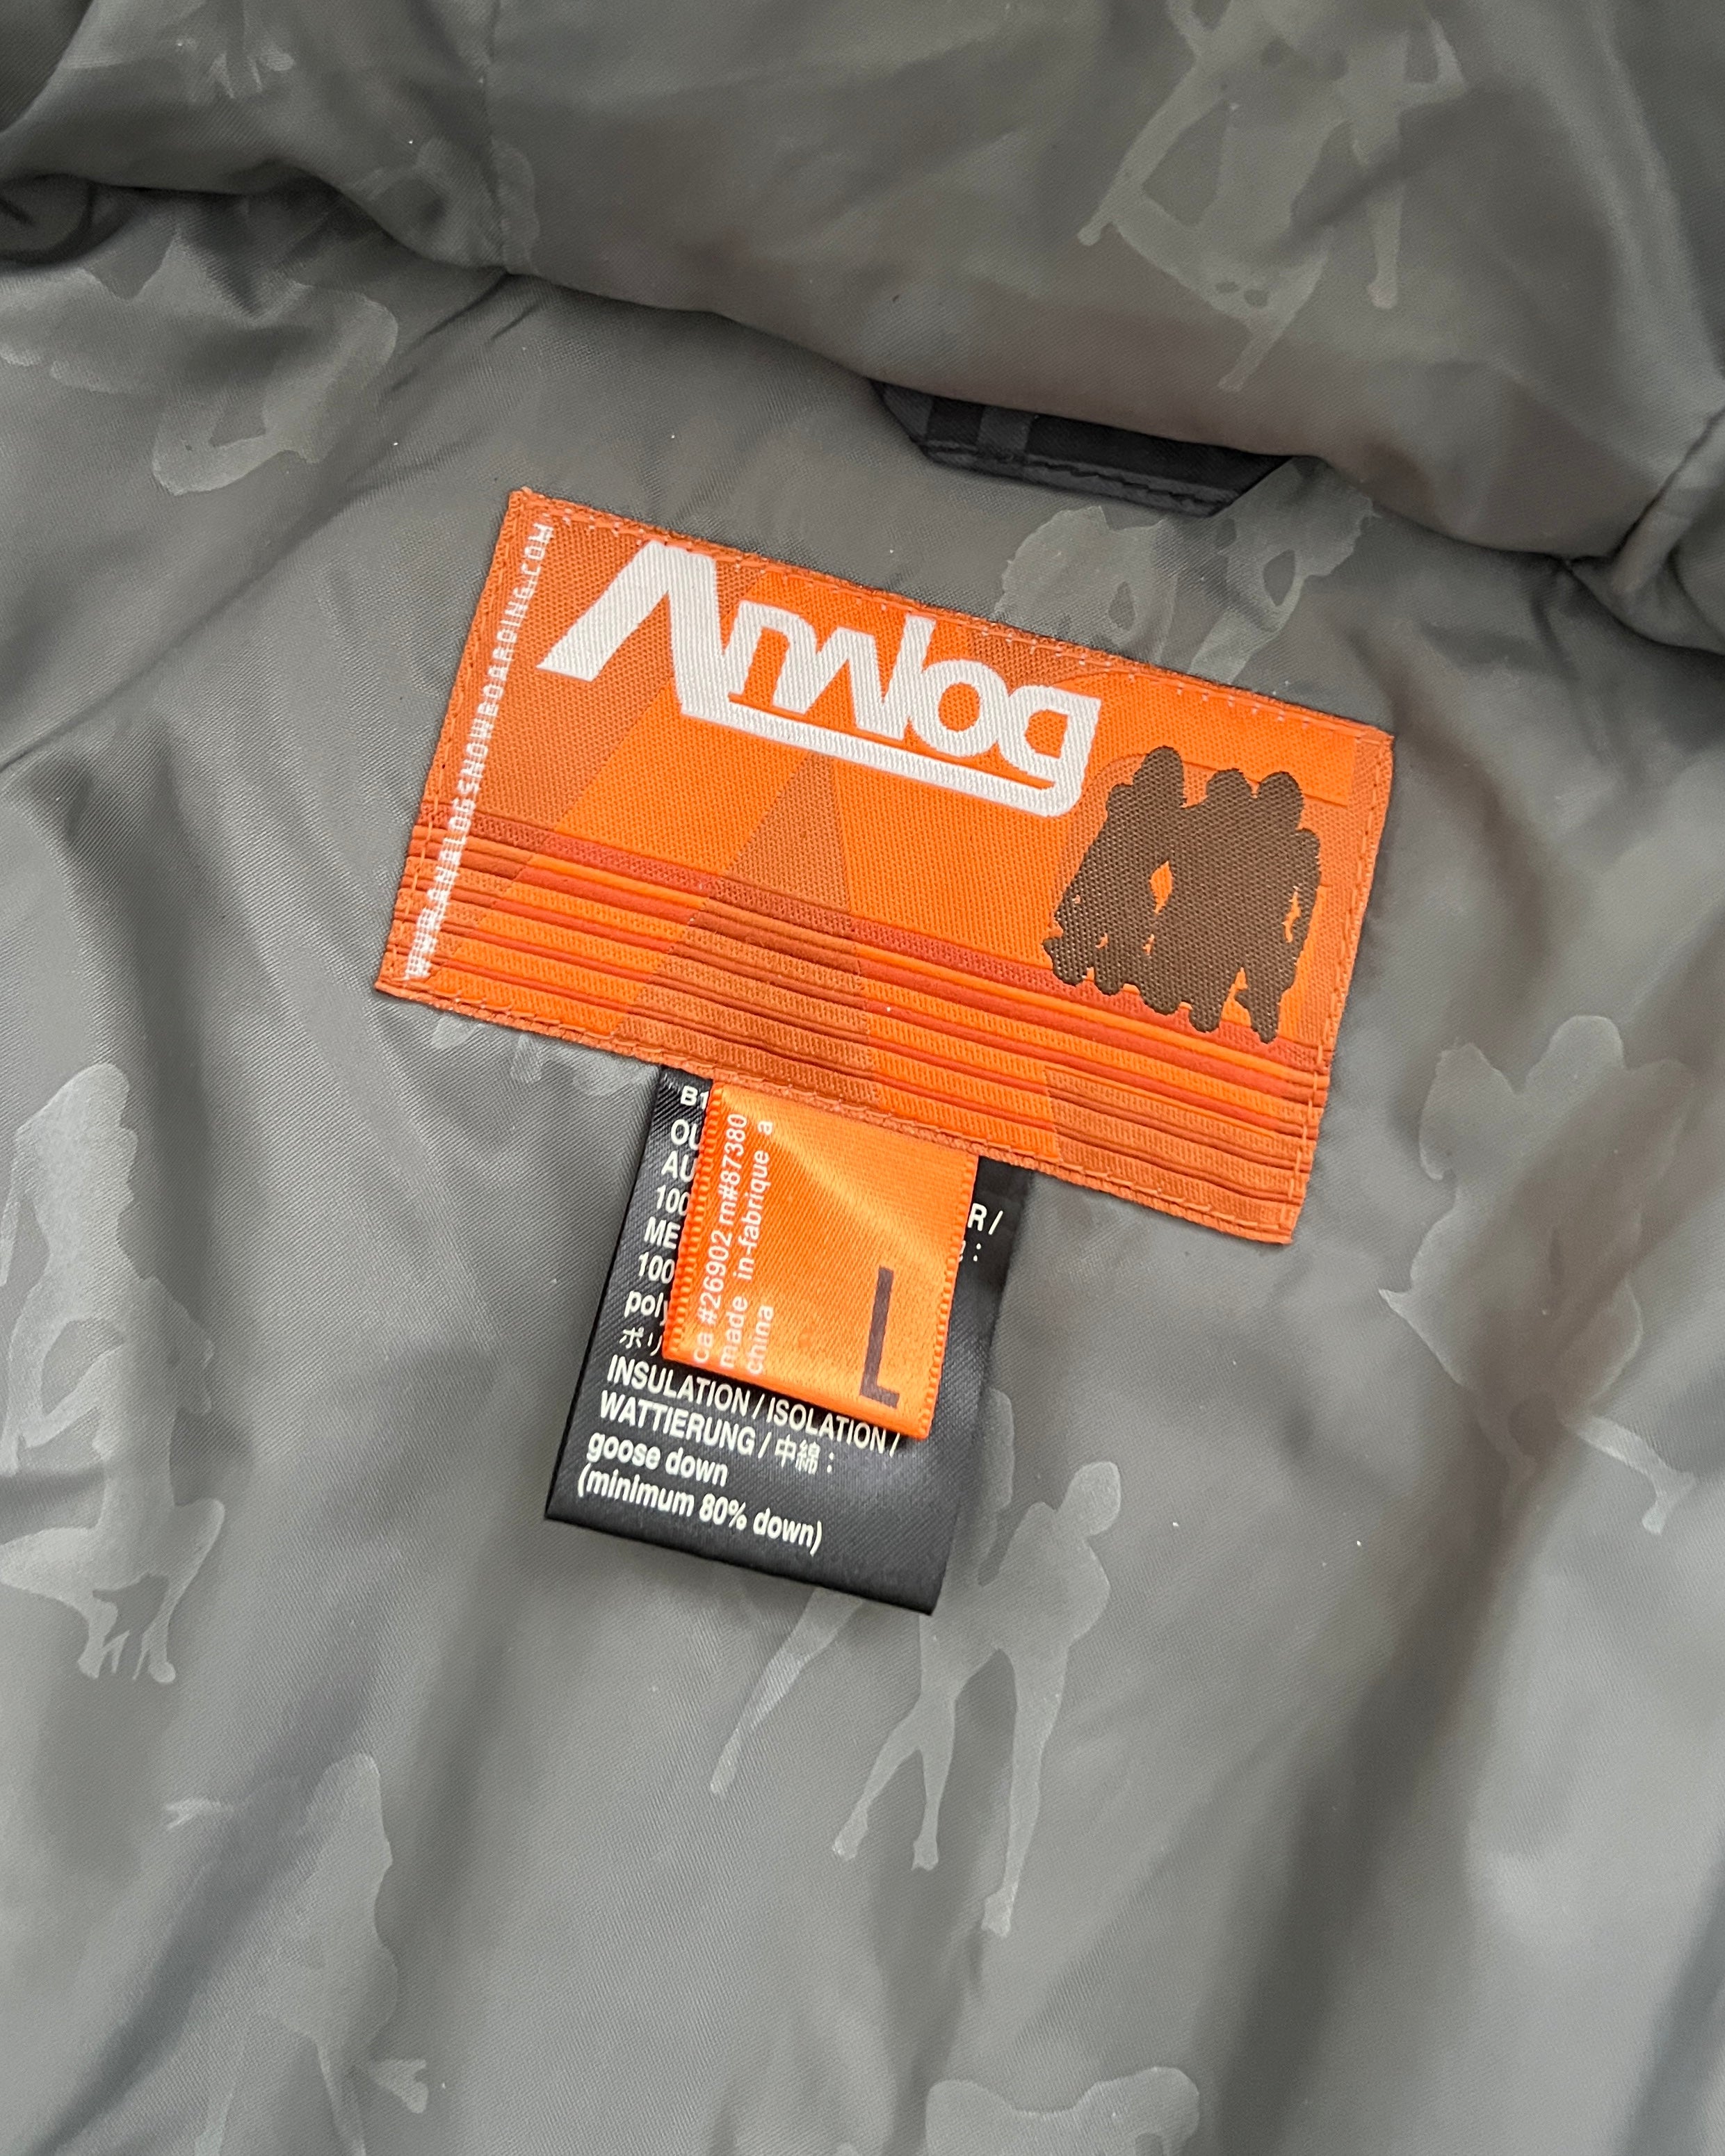 WWW.ANALOGSNOWBOARDING.COM
Analog
ca #26902 rn#87380
made in-fabrique a
china
L
R /
INSULATION / ISOLATION /
WATTIERUNG / 中綿 :
goose down
(minimum 80% down)